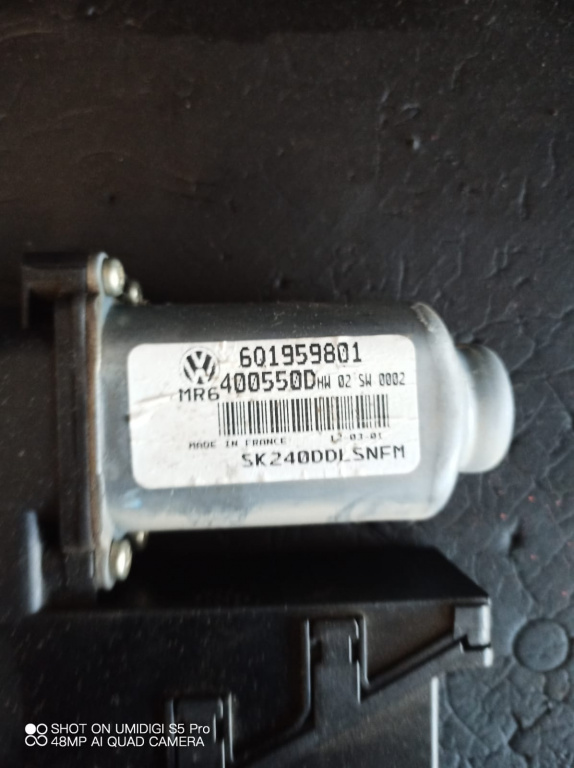 VW
6Q1959801
MR6 400550D HW 02 SW 0002
MADE IN FRANCE
SK240DDLSNFM
SHOT ON UMIDIGI S5 Pro
48MP AI QUAD CAMERA